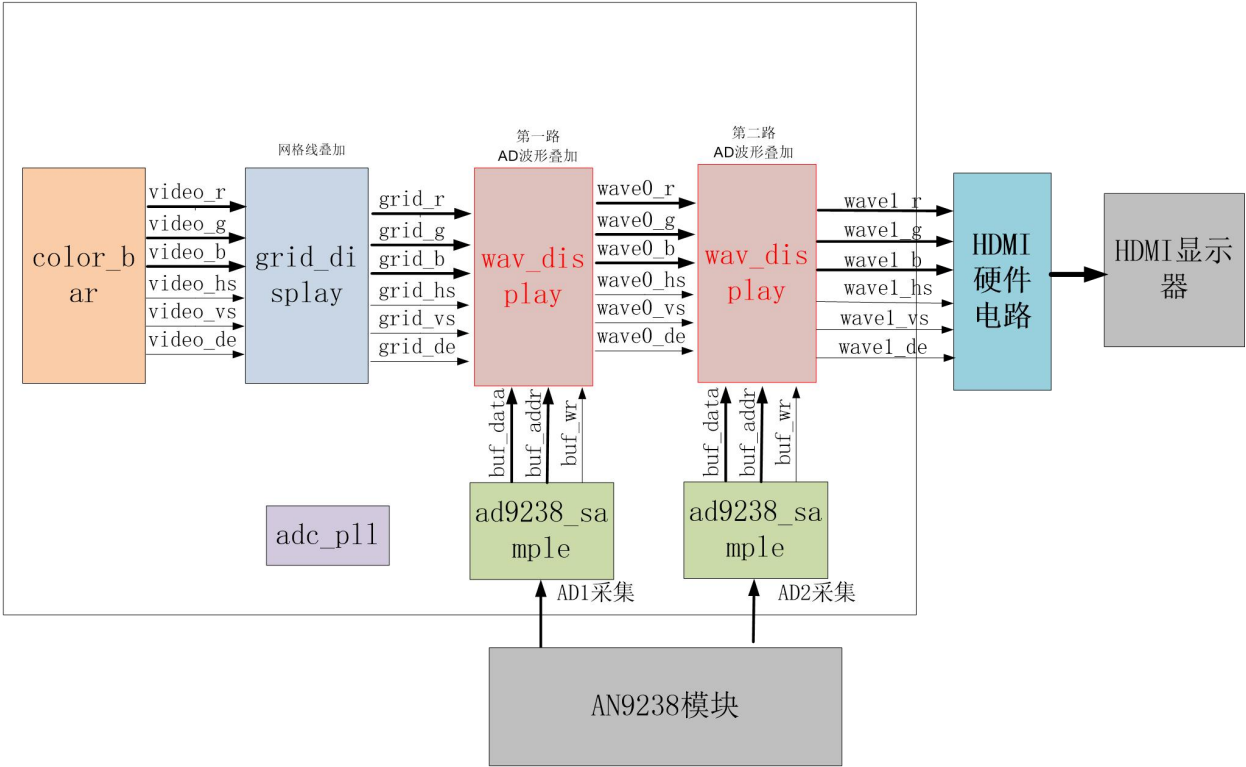 网格线叠加
第一路
AD波形叠加
第二路
AD波形叠加
color_b
ar
video_r
video_g
video_b
video_hs
video_vs
video_de
grid_di
splay
grid_r
grid_g
grid_b
grid_hs
grid_vs
grid_de
wav_dis
play
wave0_r
wave0_g
wave0_b
wave0_hs
wave0_vs
wave0_de
wav_dis
play
wave1_r
wave1_g
wave1_b
wave1_hs
wave1_vs
wave1_de
HDMI
硬件
电路
HDMI显示
器
buf_data
buf_addr
buf_wr
buf_data
buf_addr
buf_wr
adc_pll
ad9238_sa
mple
ad9238_sa
mple
AD1采集
AD2采集
AN9238模块